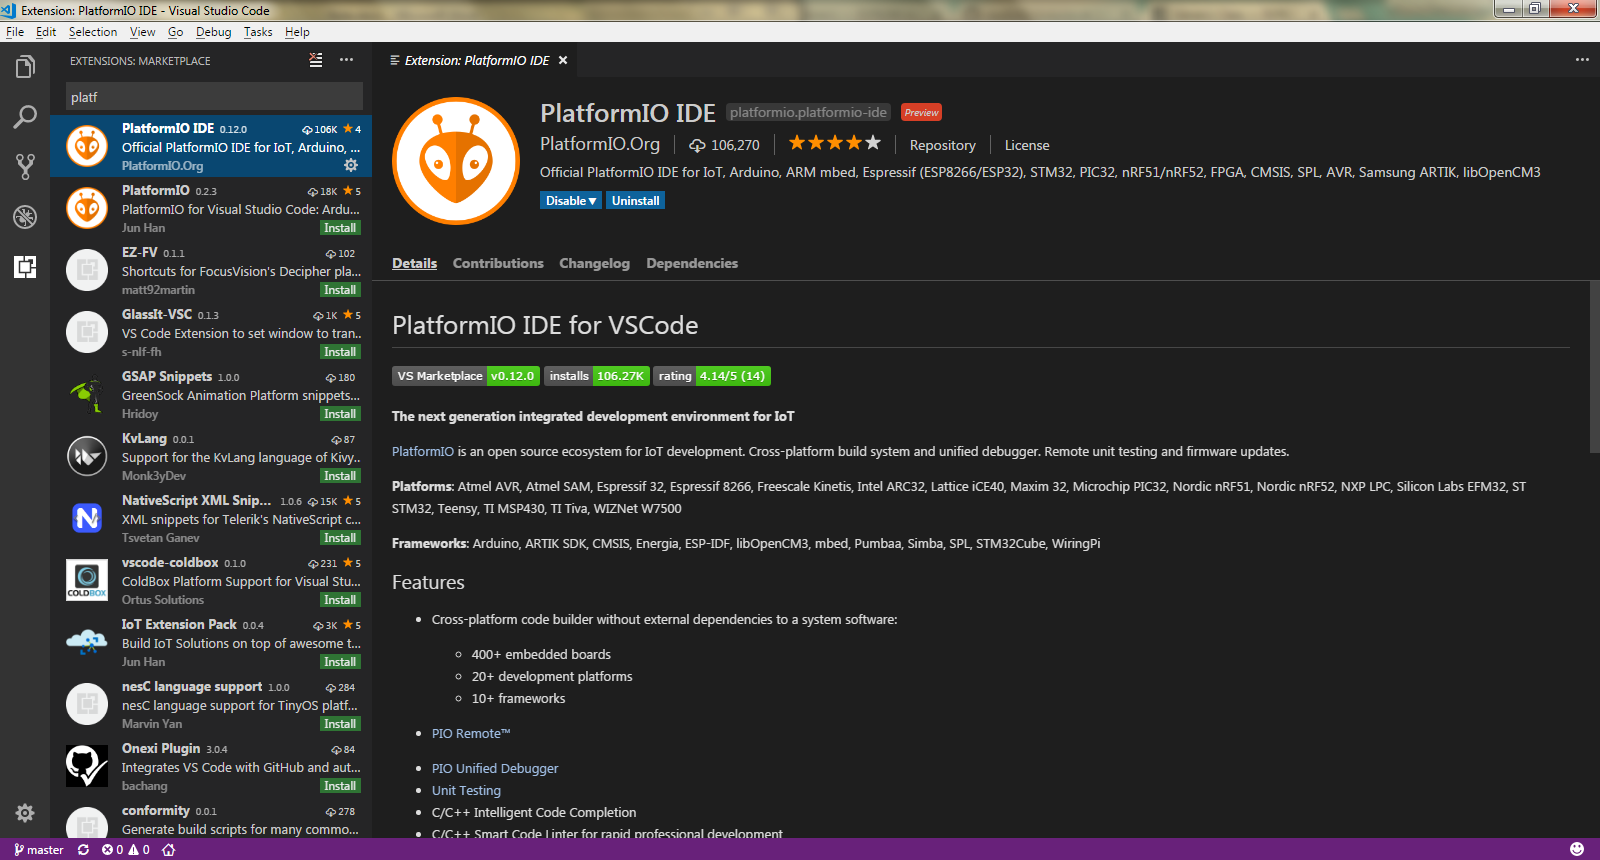 Extension: PlatformIO IDE - Visual Studio Code
File Edit Selection View Go Debug Tasks Help
EXTENSIONS: MARKETPLACE
platf
PlatformIO IDE 0.12.0 106K ★ 4
Official PlatformIO IDE for IoT, Arduino, ...
PlatformIO.Org
PlatformIO 0.2.3 18K ★ 5
PlatformIO for Visual Studio Code: Ardu...
Jun Han Install
EZ-FV 0.1.1 102
Shortcuts for FocusVision's Decipher pla...
matt92martin Install
GlassIt-VSC 0.1.3 1K ★ 5
VS Code Extension to set window to tran...
s-nlf-fh Install
GSAP Snippets 1.0.0 180
GreenSock Animation Platform snippets...
Hridoy Install
KvLang 0.0.1 87
Support for the KvLang language of Kivy...
Monk3yDev Install
NativeScript XML Snip... 1.0.6 15K ★ 5
XML snippets for Telerik's NativeScript c...
Tsvetan Ganev Install
COLDBOX
vscode-coldbox 0.1.0 231 ★ 5
ColdBox Platform Support for Visual Stu...
Ortus Solutions Install
IoT Extension Pack 0.0.4 3K ★ 5
Build IoT Solutions on top of awesome t...
Jun Han Install
nesC language support 1.0.0 284
nesC language support for TinyOS platf...
Marvin Yan Install
Onexi Plugin 3.0.4 84
Integrates VS Code with GitHub and aut...
bachang Install
conformity 0.0.1 278
Generate build scripts for many commo...
Extension: PlatformIO IDE
PlatformIO IDE platformio.platformio-ide Preview
PlatformIO.Org 106,270 ★★★★★ Repository License
Official PlatformIO IDE for IoT, Arduino, ARM mbed, Espressif (ESP8266/ESP32), STM32, PIC32, nRF51/nRF52, FPGA, CMSIS, SPL, AVR, Samsung ARTIK, libOpenCM3
Disable ▼ Uninstall
Details Contributions Changelog Dependencies
PlatformIO IDE for VSCode
VS Marketplace v0.12.0 installs 106.27K rating 4.14/5 (14)
The next generation integrated development environment for IoT
PlatformIO is an open source ecosystem for IoT development. Cross-platform build system and unified debugger. Remote unit testing and firmware updates.
Platforms: Atmel AVR, Atmel SAM, Espressif 32, Espressif 8266, Freescale Kinetis, Intel ARC32, Lattice iCE40, Maxim 32, Microchip PIC32, Nordic nRF51, Nordic nRF52, NXP LPC, Silicon Labs EFM32, ST
STM32, Teensy, TI MSP430, TI Tiva, WIZNet W7500
Frameworks: Arduino, ARTIK SDK, CMSIS, Energia, ESP-IDF, libOpenCM3, mbed, Pumbaa, Simba, SPL, STM32Cube, WiringPi
Features
• Cross-platform code builder without external dependencies to a system software:
◦ 400+ embedded boards
◦ 20+ development platforms
◦ 10+ frameworks
• PIO Remote™
• PIO Unified Debugger
• Unit Testing
• C/C++ Intelligent Code Completion
• C/C++ Smart Code Linter for rapid professional development
master 0 0